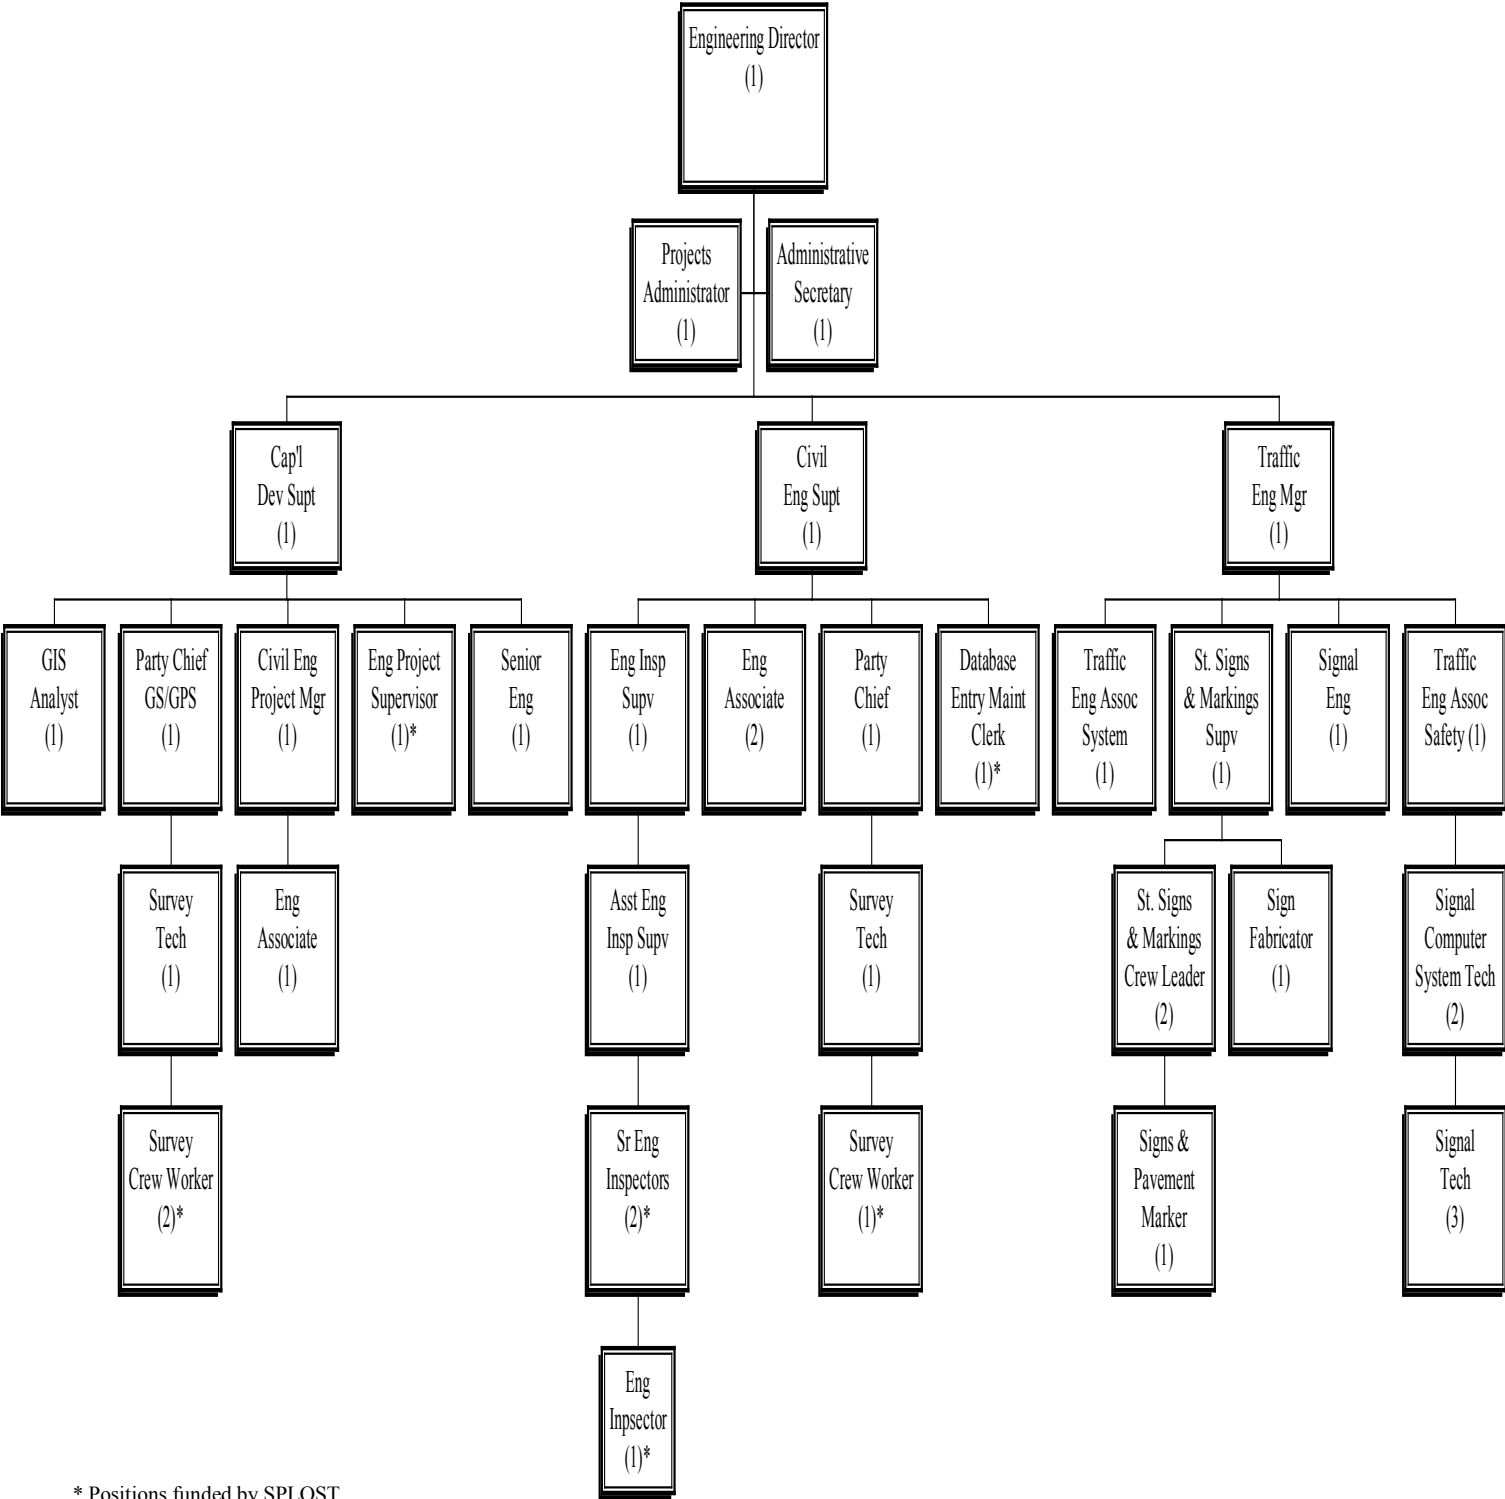 Engineering Director
(1)
Projects
Administrator
(1)
Administrative
Secretary
(1)
Cap'l
Dev Supt
(1)
Civil
Eng Supt
(1)
Traffic
Eng Mgr
(1)
GIS
Analyst
(1)
Party Chief
GS/GPS
(1)
Civil Eng
Project Mgr
(1)
Eng Project
Supervisor
(1)*
Senior
Eng
(1)
Eng Insp
Supv
(1)
Eng
Associate
(2)
Party
Chief
(1)
Database
Entry Maint
Clerk
(1)*
Traffic
Eng Assoc
System
(1)
St. Signs
& Markings
Supv
(1)
Signal
Eng
(1)
Traffic
Eng Assoc
Safety (1)
Survey
Tech
(1)
Eng
Associate
(1)
Asst Eng
Insp Supv
(1)
Survey
Tech
(1)
St. Signs
& Markings
Crew Leader
(2)
Sign
Fabricator
(1)
Signal
Computer
System Tech
(2)
Survey
Crew Worker
(2)*
Sr Eng
Inspectors
(2)*
Survey
Crew Worker
(1)*
Signs &
Pavement
Marker
(1)
Signal
Tech
(3)
Eng
Inpsector
(1)*
* Positions funded by SPLOST